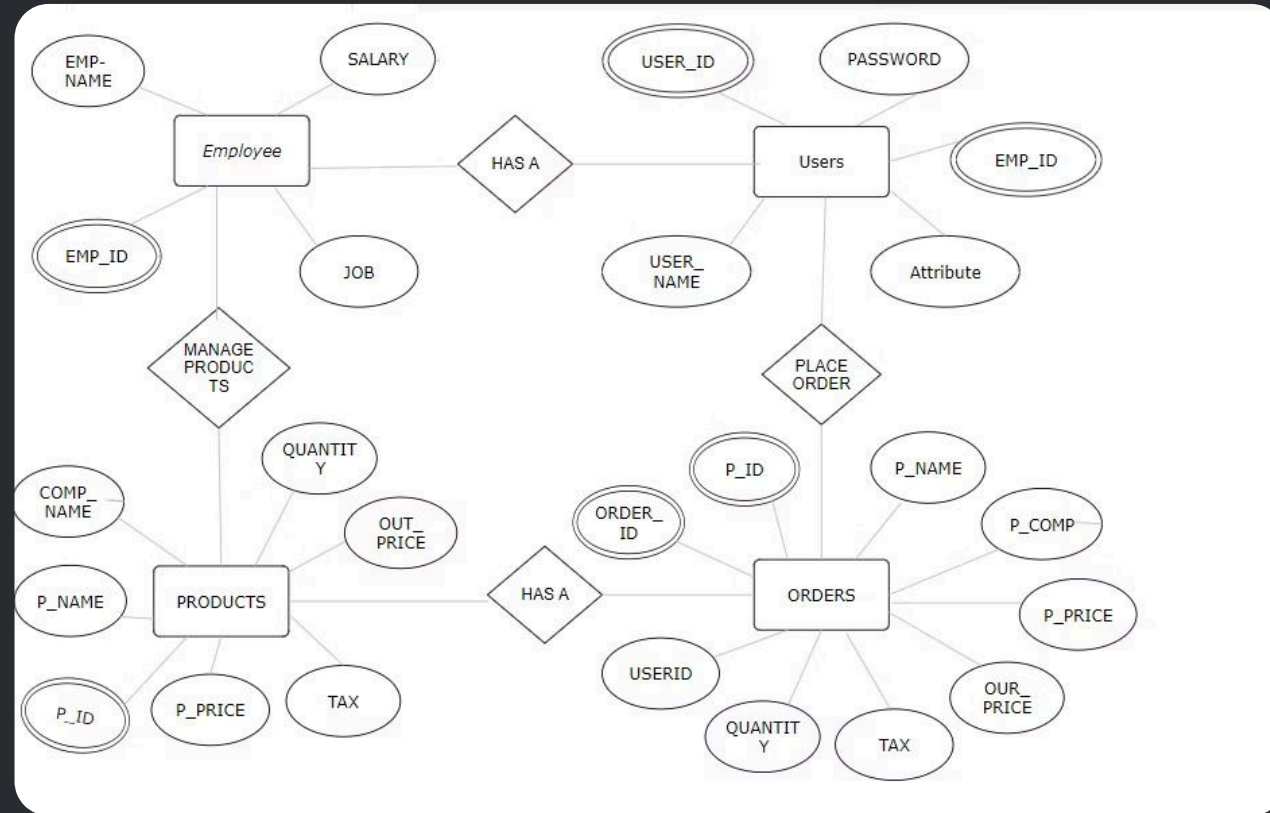 EMP-
NAME
SALARY
USER_ID
PASSWORD
Employee
HAS A
Users
EMP_ID
EMP_ID
JOB
USER_
NAME
Attribute
MANAGE
PRODUC
TS
PLACE
ORDER
QUANTIT
Y
P_ID
P_NAME
COMP_
NAME
OUT_
PRICE
ORDER_
ID
P_COMP
P_NAME
PRODUCTS
HAS A
ORDERS
P_PRICE
USERID
P_ID
P_PRICE
TAX
QUANTIT
Y
TAX
OUR_
PRICE